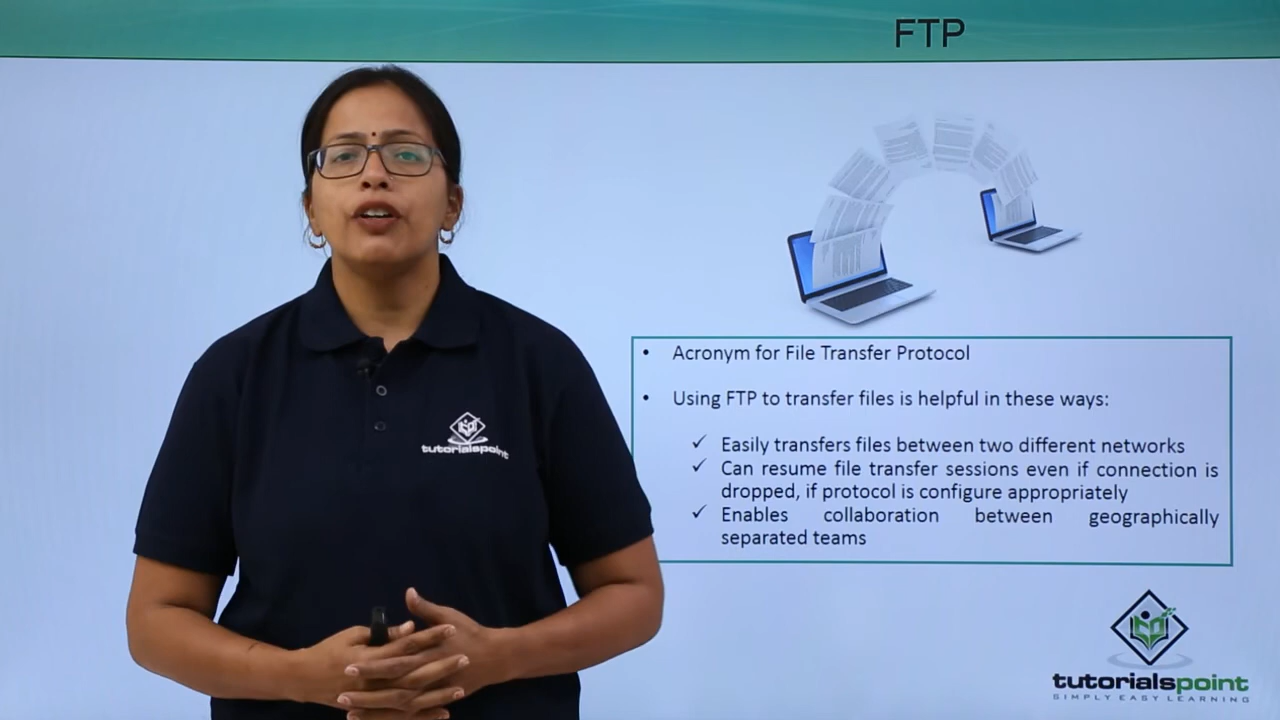 FTP
• Acronym for File Transfer Protocol
• Using FTP to transfer files is helpful in these ways:
✓ Easily transfers files between two different networks
✓ Can resume file transfer sessions even if connection is
dropped, if protocol is configure appropriately
✓ Enables collaboration between geographically
separated teams
tutorialspoint
tutorialspoint
SIMPLY EASY LEARNING